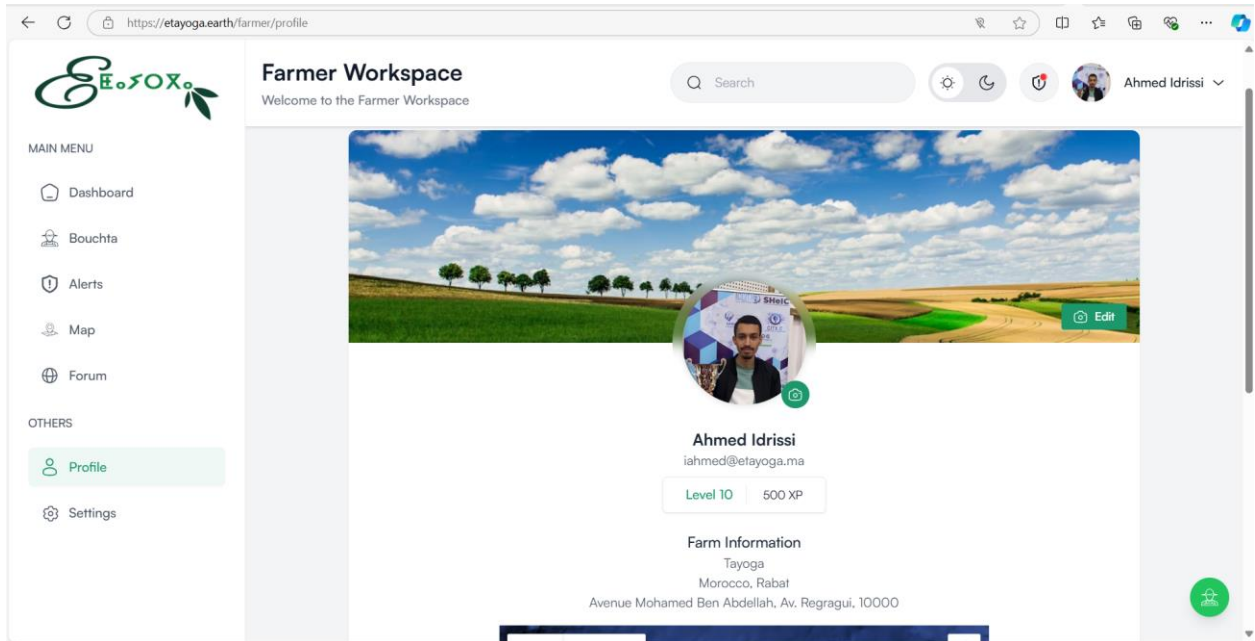 https://etayoga.earth/farmer/profile
Farmer Workspace
Welcome to the Farmer Workspace
Search
Ahmed Idrissi
MAIN MENU
Dashboard
Bouchta
Alerts
Map
Forum
OTHERS
Profile
Settings
SHeIC
Edit
Ahmed Idrissi
iahmed@etayoga.ma
Level 10 500 XP
Farm Information
Tayoga
Morocco, Rabat
Avenue Mohamed Ben Abdellah, Av. Regragui, 10000